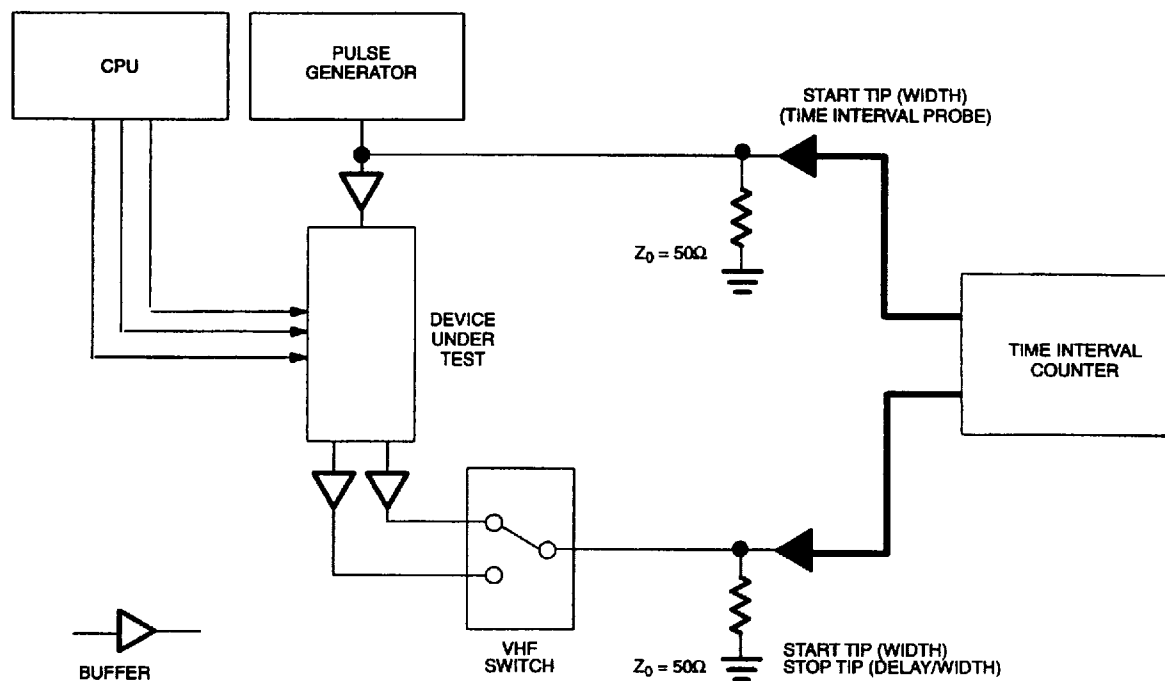 CPU
PULSE
GENERATOR
START TIP (WIDTH)
(TIME INTERVAL PROBE)
Z₀ = 50Ω
DEVICE
UNDER
TEST
TIME INTERVAL
COUNTER
VHF
SWITCH
Z₀ = 50Ω
START TIP (WIDTH)
STOP TIP (DELAY/WIDTH)
BUFFER